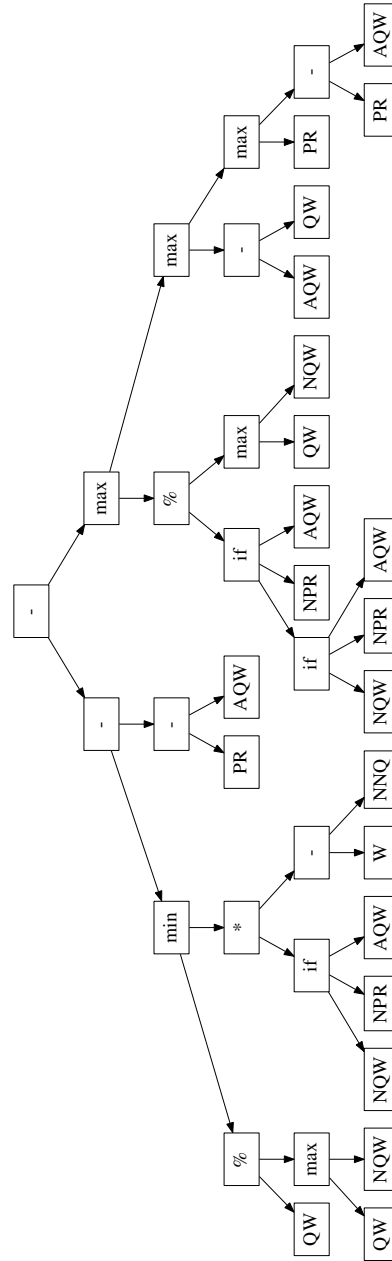 -
- max
min - % max
% * PR AQW if max - max
QW max if - if NPR AQW QW NQW AQW QW PR -
QW NQW NQW NPR AQW W NNQ NQW NPR AQW PR AQW